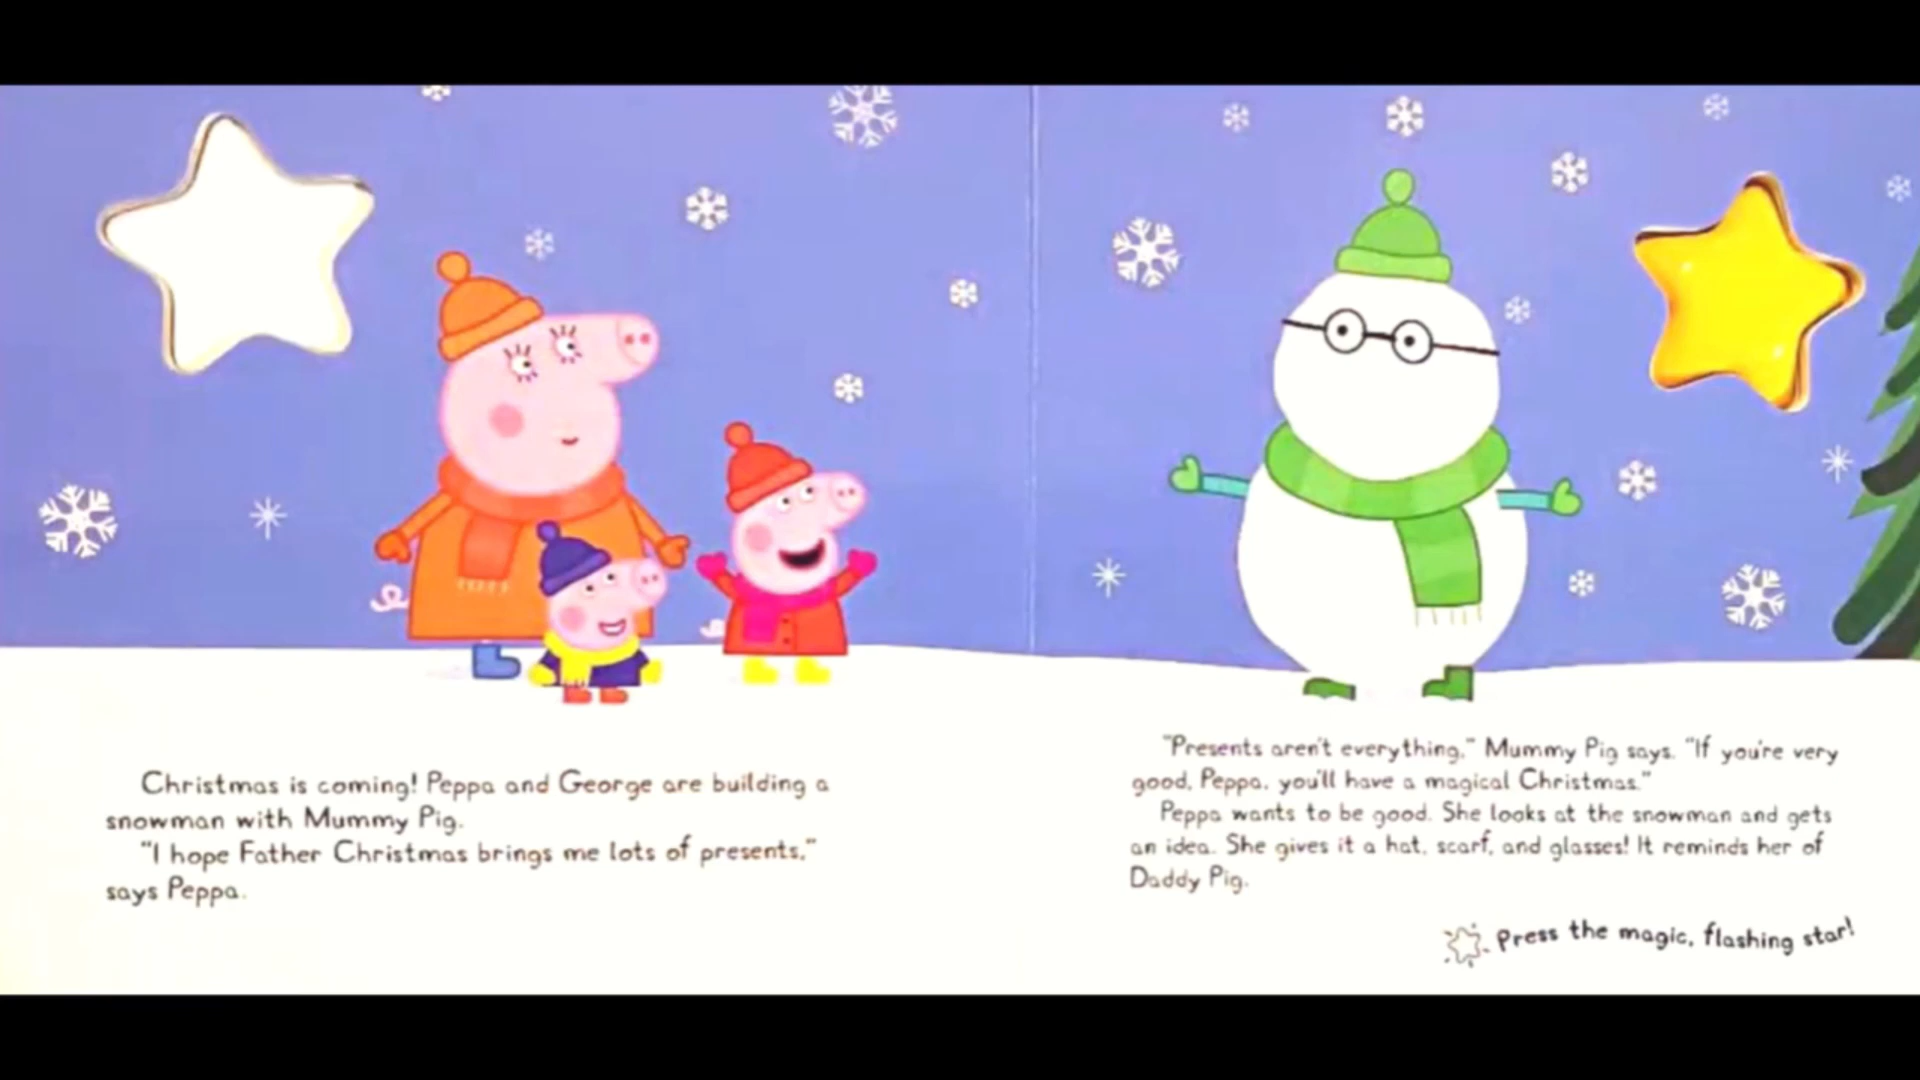 Christmas is coming! Peppa and George are building a
snowman with Mummy Pig.
"I hope Father Christmas brings me lots of presents,"
says Peppa.
"Presents aren't everything," Mummy Pig says. "If you're very
good, Peppa, you'll have a magical Christmas."
Peppa wants to be good. She looks at the snowman and gets
an idea. She gives it a hat, scarf, and glasses! It reminds her of
Daddy Pig.
Press the magic, flashing star!